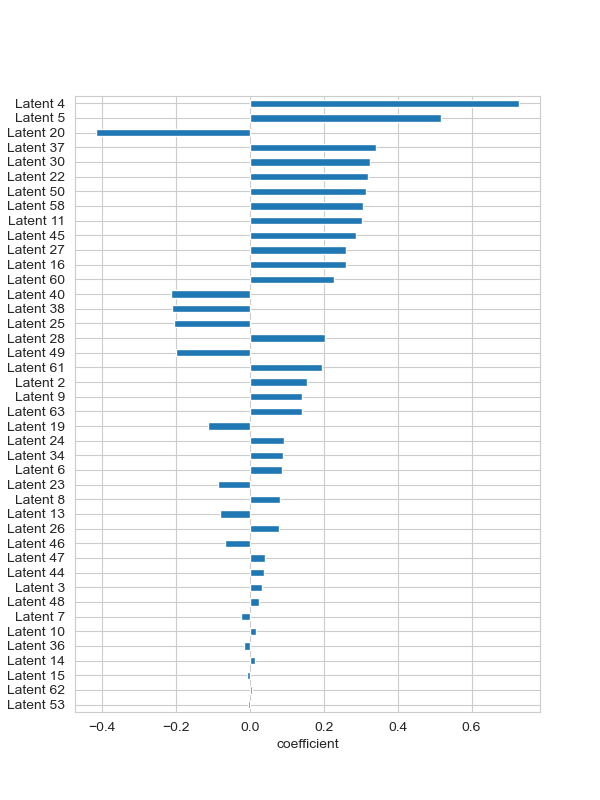 Latent 4
Latent 5
Latent 20
Latent 37
Latent 30
Latent 22
Latent 50
Latent 58
Latent 11
Latent 45
Latent 27
Latent 16
Latent 60
Latent 40
Latent 38
Latent 25
Latent 28
Latent 49
Latent 61
Latent 2
Latent 9
Latent 63
Latent 19
Latent 24
Latent 34
Latent 6
Latent 23
Latent 8
Latent 13
Latent 26
Latent 46
Latent 47
Latent 44
Latent 3
Latent 48
Latent 7
Latent 10
Latent 36
Latent 14
Latent 15
Latent 62
Latent 53
−0.4 −0.2 0.0 0.2 0.4 0.6
coefficient